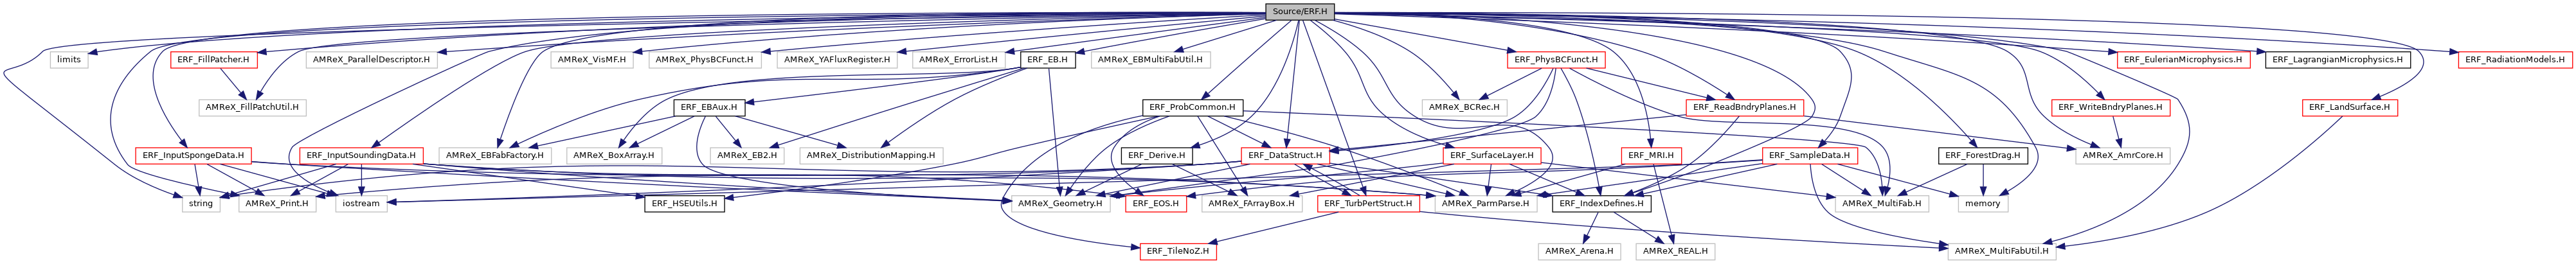 Source/ERF.H
limits
ERF_FillPatcher.H
AMReX_ParallelDescriptor.H
AMReX_VisMF.H
AMReX_PhysBCFunct.H
AMReX_YAFluxRegister.H
AMReX_ErrorList.H
ERF_EB.H
AMReX_EBMultiFabUtil.H
ERF_PhysBCFunct.H
ERF_EulerianMicrophysics.H
ERF_LagrangianMicrophysics.H
ERF_RadiationModels.H
AMReX_FillPatchUtil.H
ERF_EBAux.H
ERF_ProbCommon.H
AMReX_BCRec.H
ERF_ReadBndryPlanes.H
ERF_WriteBndryPlanes.H
ERF_LandSurface.H
ERF_InputSpongeData.H
ERF_InputSoundingData.H
AMReX_EBFabFactory.H
AMReX_BoxArray.H
AMReX_EB2.H
AMReX_DistributionMapping.H
ERF_Derive.H
ERF_DataStruct.H
ERF_SurfaceLayer.H
ERF_MRI.H
ERF_SampleData.H
ERF_ForestDrag.H
AMReX_AmrCore.H
string
AMReX_Print.H
iostream
ERF_HSEUtils.H
AMReX_Geometry.H
ERF_EOS.H
AMReX_FArrayBox.H
ERF_TurbPertStruct.H
AMReX_ParmParse.H
ERF_IndexDefines.H
AMReX_MultiFab.H
memory
ERF_TileNoZ.H
AMReX_Arena.H
AMReX_REAL.H
AMReX_MultiFabUtil.H